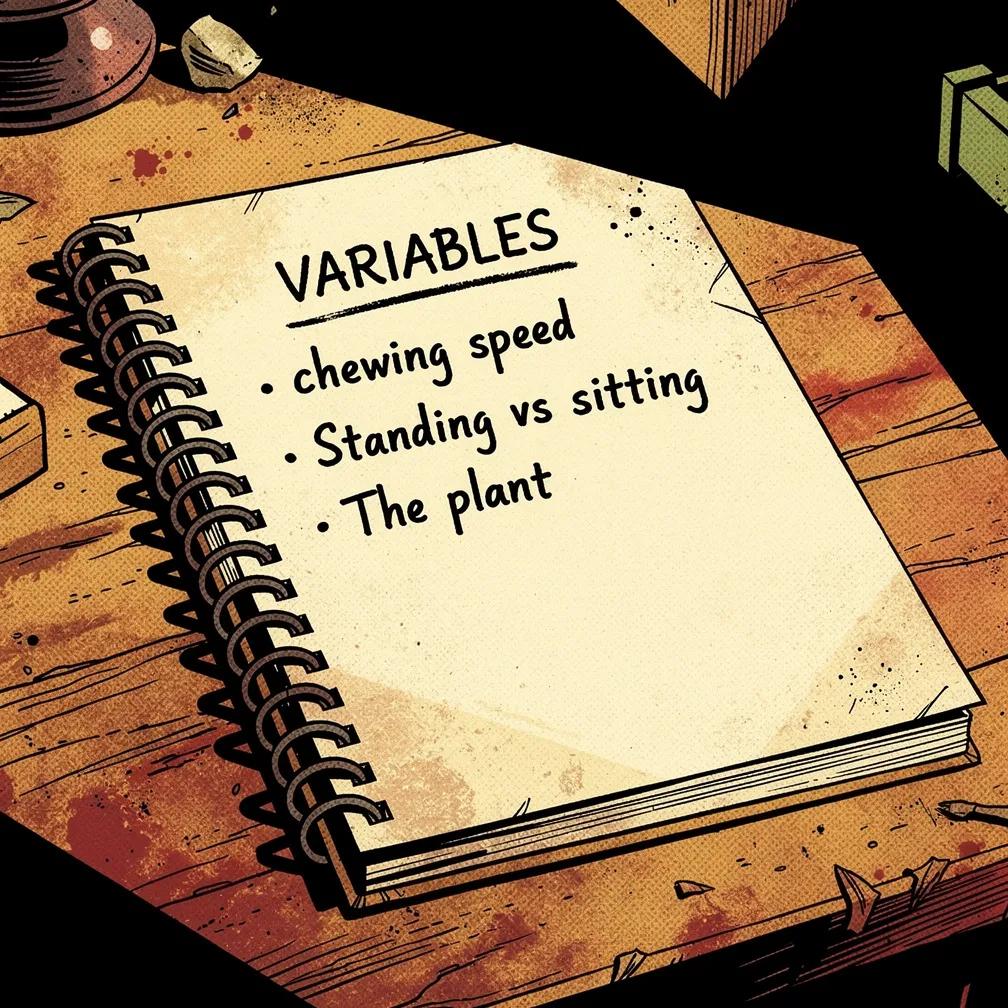 VARIABLES
• chewing speed
• Standing vs sitting
• The plant